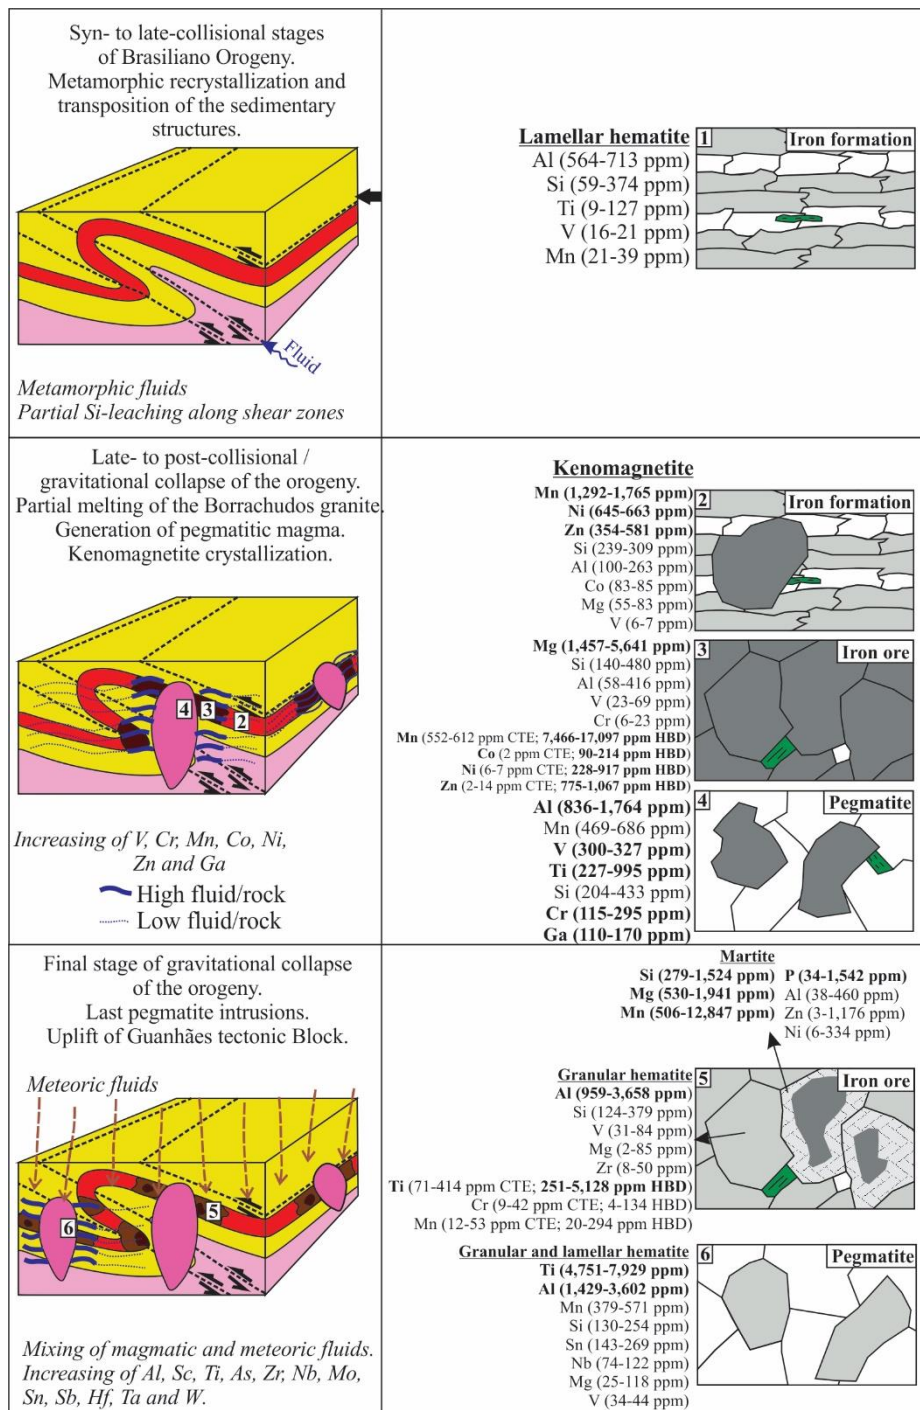 Syn- to late-collisional stages
of Brasiliano Orogeny.
Metamorphic recrystallization and
transposition of the sedimentary
structures.
Fluid
Metamorphic fluids
Partial Si-leaching along shear zones
Lamellar hematite
Al (564-713 ppm)
Si (59-374 ppm)
Ti (9-127 ppm)
V (16-21 ppm)
Mn (21-39 ppm)
1
Iron formation
Late- to post-collisional /
gravitational collapse of the orogeny.
Partial melting of the Borrachudos granite.
Generation of pegmatitic magma.
Kenomagnetite crystallization.
4
3
2
Increasing of V, Cr, Mn, Co, Ni,
Zn and Ga
High fluid/rock
Low fluid/rock
Kenomagnetite
Mn (1,292-1,765 ppm)
Ni (645-663 ppm)
Zn (354-581 ppm)
Si (239-309 ppm)
Al (100-263 ppm)
Co (83-85 ppm)
Mg (55-83 ppm)
V (6-7 ppm)
2
Iron formation
Mg (1,457-5,641 ppm)
Si (140-480 ppm)
Al (58-416 ppm)
V (23-69 ppm)
Cr (6-23 ppm)
Mn (552-612 ppm CTE; 7,466-17,097 ppm HBD)
Co (2 ppm CTE; 90-214 ppm HBD)
Ni (6-7 ppm CTE; 228-917 ppm HBD)
Zn (2-14 ppm CTE; 775-1,067 ppm HBD)
3
Iron ore
Al (836-1,764 ppm)
Mn (469-686 ppm)
V (300-327 ppm)
Ti (227-995 ppm)
Si (204-433 ppm)
Cr (115-295 ppm)
Ga (110-170 ppm)
4
Pegmatite
Final stage of gravitational collapse
of the orogeny.
Last pegmatite intrusions.
Uplift of Guanhães tectonic Block.
Meteoric fluids
6
5
Mixing of magmatic and meteoric fluids.
Increasing of Al, Sc, Ti, As, Zr, Nb, Mo,
Sn, Sb, Hf, Ta and W.
Martite
Si (279-1,524 ppm) P (34-1,542 ppm)
Mg (530-1,941 ppm) Al (38-460 ppm)
Mn (506-12,847 ppm) Zn (3-1,176 ppm)
Ni (6-334 ppm)
Granular hematite
Al (959-3,658 ppm)
Si (124-379 ppm)
V (31-84 ppm)
Mg (2-85 ppm)
Zr (8-50 ppm)
Ti (71-414 ppm CTE; 251-5,128 ppm HBD)
Cr (9-42 ppm CTE; 4-134 HBD)
Mn (12-53 ppm CTE; 20-294 ppm HBD)
5
Iron ore
Granular and lamellar hematite
Ti (4,751-7,929 ppm)
Al (1,429-3,602 ppm)
Mn (379-571 ppm)
Si (130-254 ppm)
Sn (143-269 ppm)
Nb (74-122 ppm)
Mg (25-118 ppm)
V (34-44 ppm)
6
Pegmatite